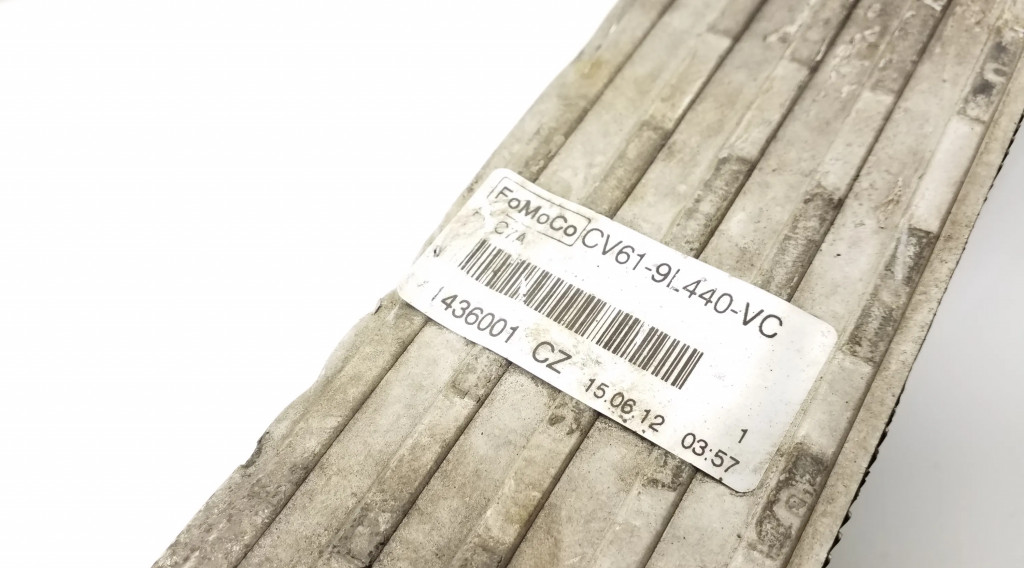 FoMoCo CV61-9L440-VC
C/A
1436001 CZ 15.06.12 03:57
1